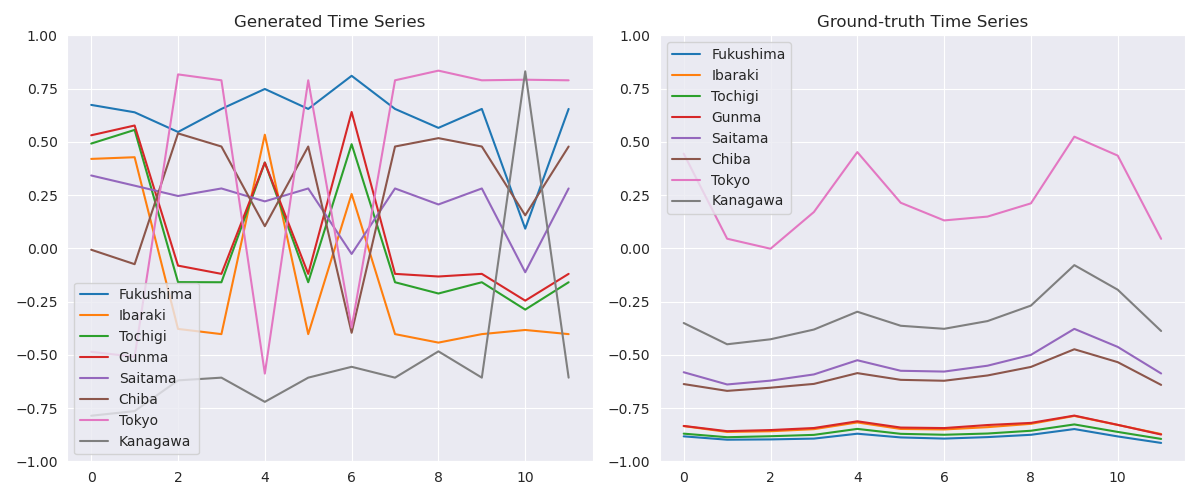 Generated Time Series
1.00
0.75
0.50
0.25
0.00
−0.25
−0.50
−0.75
−1.00
Fukushima
Ibaraki
Tochigi
Gunma
Saitama
Chiba
Tokyo
Kanagawa
0 2 4 6 8 10
Ground-truth Time Series
1.00
0.75
0.50
0.25
0.00
−0.25
−0.50
−0.75
−1.00
Fukushima
Ibaraki
Tochigi
Gunma
Saitama
Chiba
Tokyo
Kanagawa
0 2 4 6 8 10